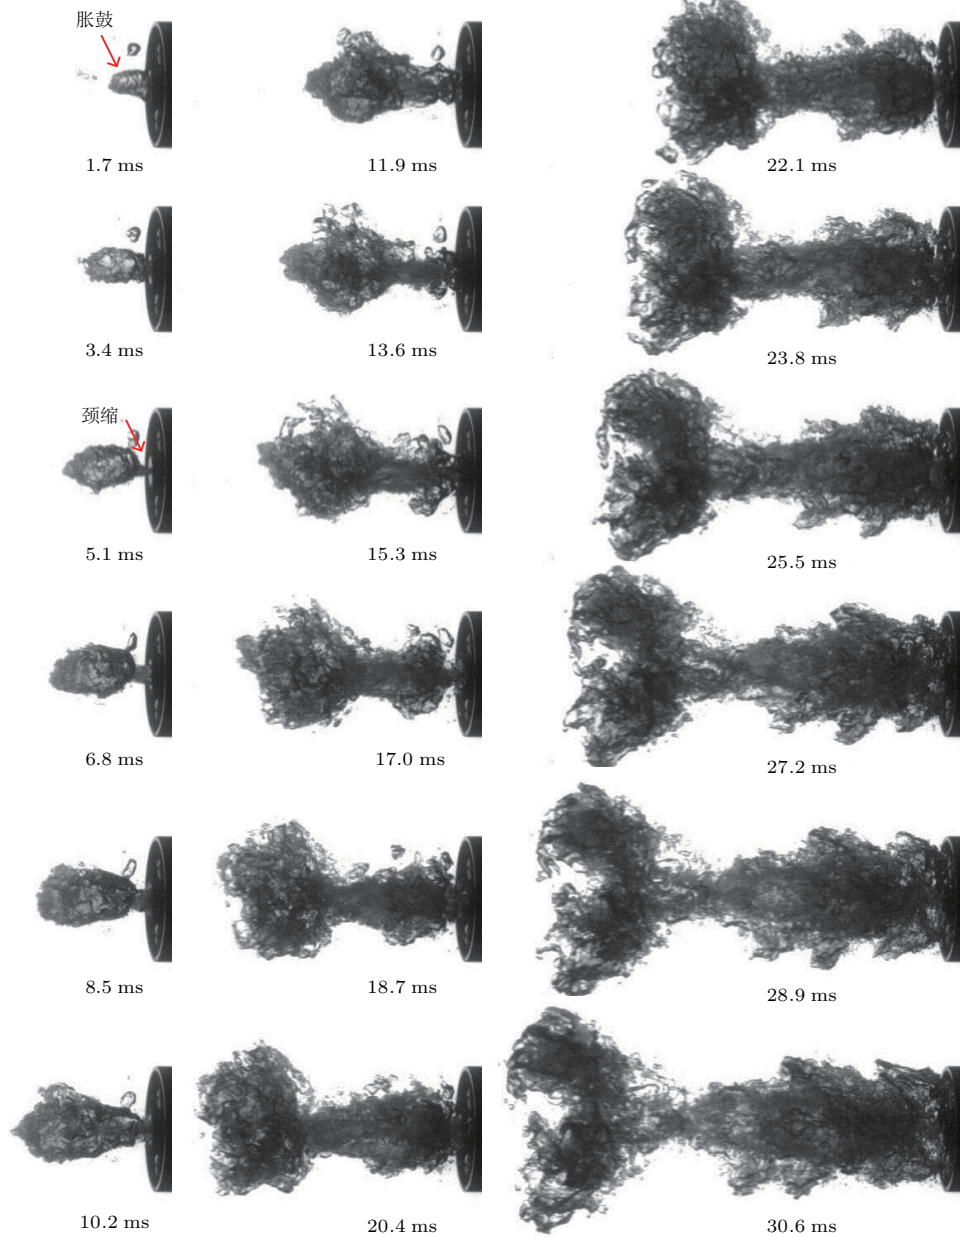 胀鼓
1.7 ms
11.9 ms
22.1 ms
3.4 ms
13.6 ms
23.8 ms
颈缩
5.1 ms
15.3 ms
25.5 ms
6.8 ms
17.0 ms
27.2 ms
8.5 ms
18.7 ms
28.9 ms
10.2 ms
20.4 ms
30.6 ms